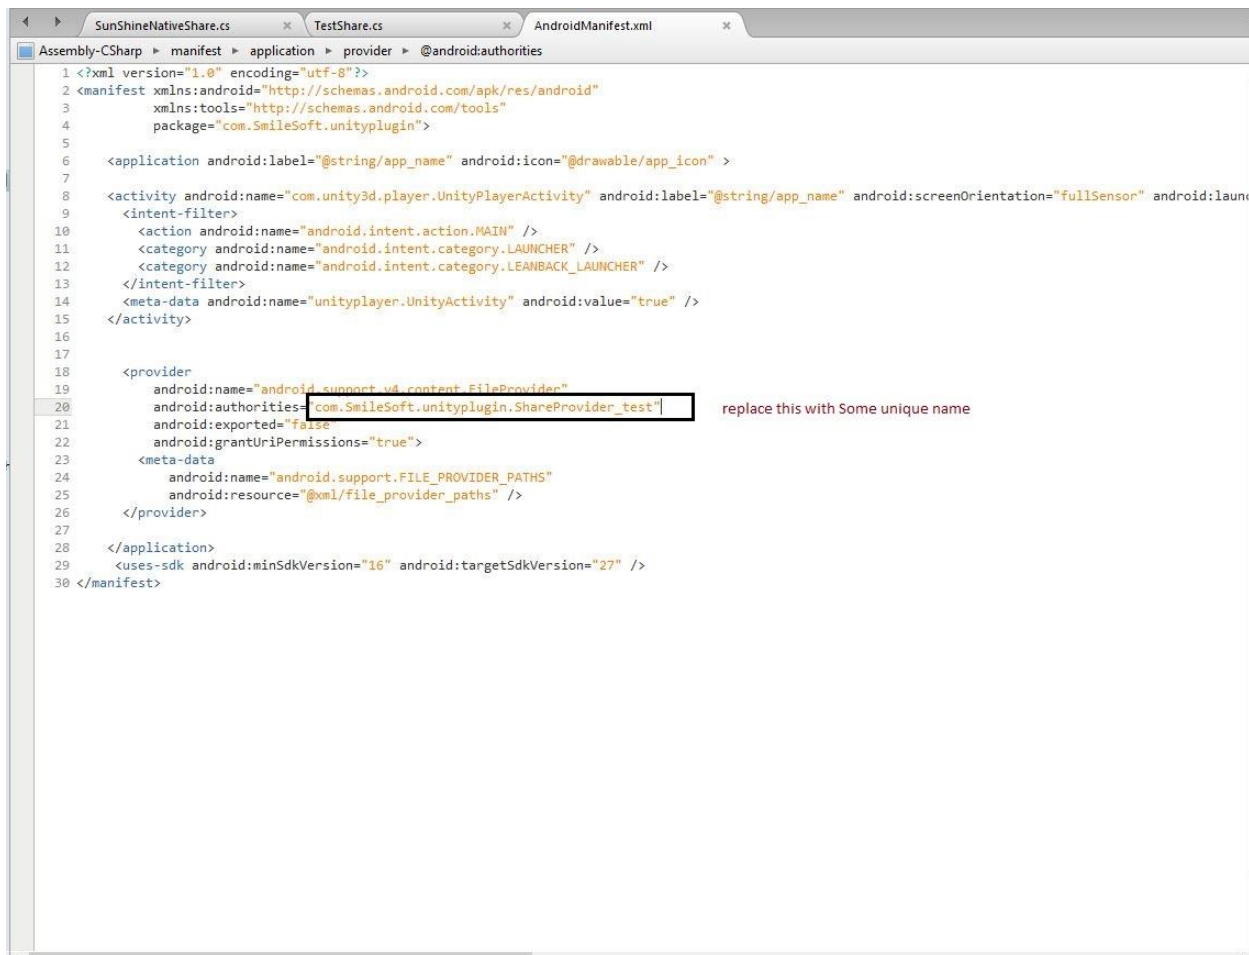 SunShineNativeShare.cs × TestShare.cs × AndroidManifest.xml ×
Assembly-CSharp ▸ manifest ▸ application ▸ provider ▸ @android:authorities
1 <?xml version="1.0" encoding="utf-8"?>
2 <manifest xmlns:android="http://schemas.android.com/apk/res/android"
3 xmlns:tools="http://schemas.android.com/tools"
4 package="com.SmileSoft.unityplugin">
5
6 <application android:label="@string/app_name" android:icon="@drawable/app_icon" >
7
8 <activity android:name="com.unity3d.player.UnityPlayerActivity" android:label="@string/app_name" android:screenOrientation="fullSensor" android:laun
9 <intent-filter>
10 <action android:name="android.intent.action.MAIN" />
11 <category android:name="android.intent.category.LAUNCHER" />
12 <category android:name="android.intent.category.LEANBACK_LAUNCHER" />
13 </intent-filter>
14 <meta-data android:name="unityplayer.UnityActivity" android:value="true" />
15 </activity>
16
17
18 <provider
19 android:name="android.support.v4.content.FileProvider"
20 android:authorities="com.SmileSoft.unityplugin.ShareProvider_test" replace this with Some unique name
21 android:exported="false"
22 android:grantUriPermissions="true">
23 <meta-data
24 android:name="android.support.FILE_PROVIDER_PATHS"
25 android:resource="@xml/file_provider_paths" />
26 </provider>
27
28 </application>
29 <uses-sdk android:minSdkVersion="16" android:targetSdkVersion="27" />
30 </manifest>